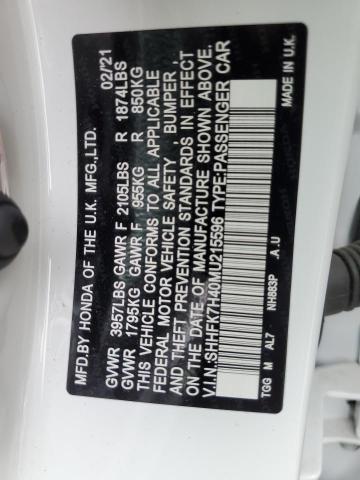 MFD.BY HONDA OF THE U.K. MFG.,LTD. 02/'21
GVWR 3957LBS GAWR F 2105LBS R 1874LBS
GVWR 1795KG GAWR F 955KG R 850KG
THIS VEHICLE CONFORMS TO ALL APPLICABLE
FEDERAL MOTOR VEHICLE SAFETY , BUMPER ,
AND THEFT PREVENTION STANDARDS IN EFFECT
ON THE DATE OF MANUFACTURE SHOWN ABOVE.
V.I.N.:SHHFK7H40MU215596 TYPE:PASSENGER CAR
TGG M AL7 NH883P .A.U MADE IN U.K.